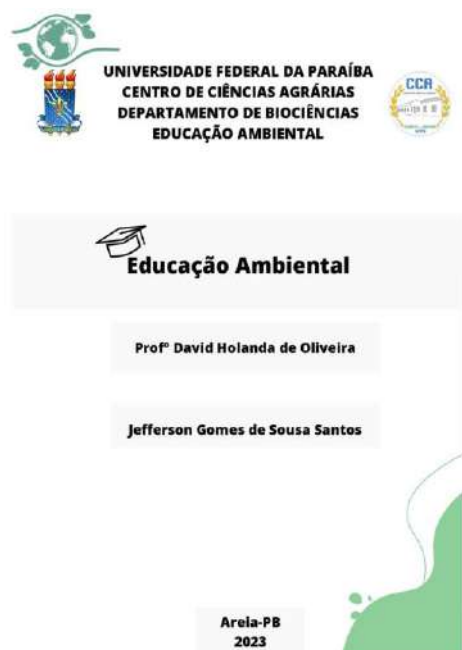 UNIVERSIDADE FEDERAL DA PARAÍBA
CENTRO DE CIÊNCIAS AGRÁRIAS
DEPARTAMENTO DE BIOCIÊNCIAS
EDUCAÇÃO AMBIENTAL
CCA
Educação Ambiental
Profº David Holanda de Oliveira
Jefferson Gomes de Sousa Santos
Areia-PB
2023